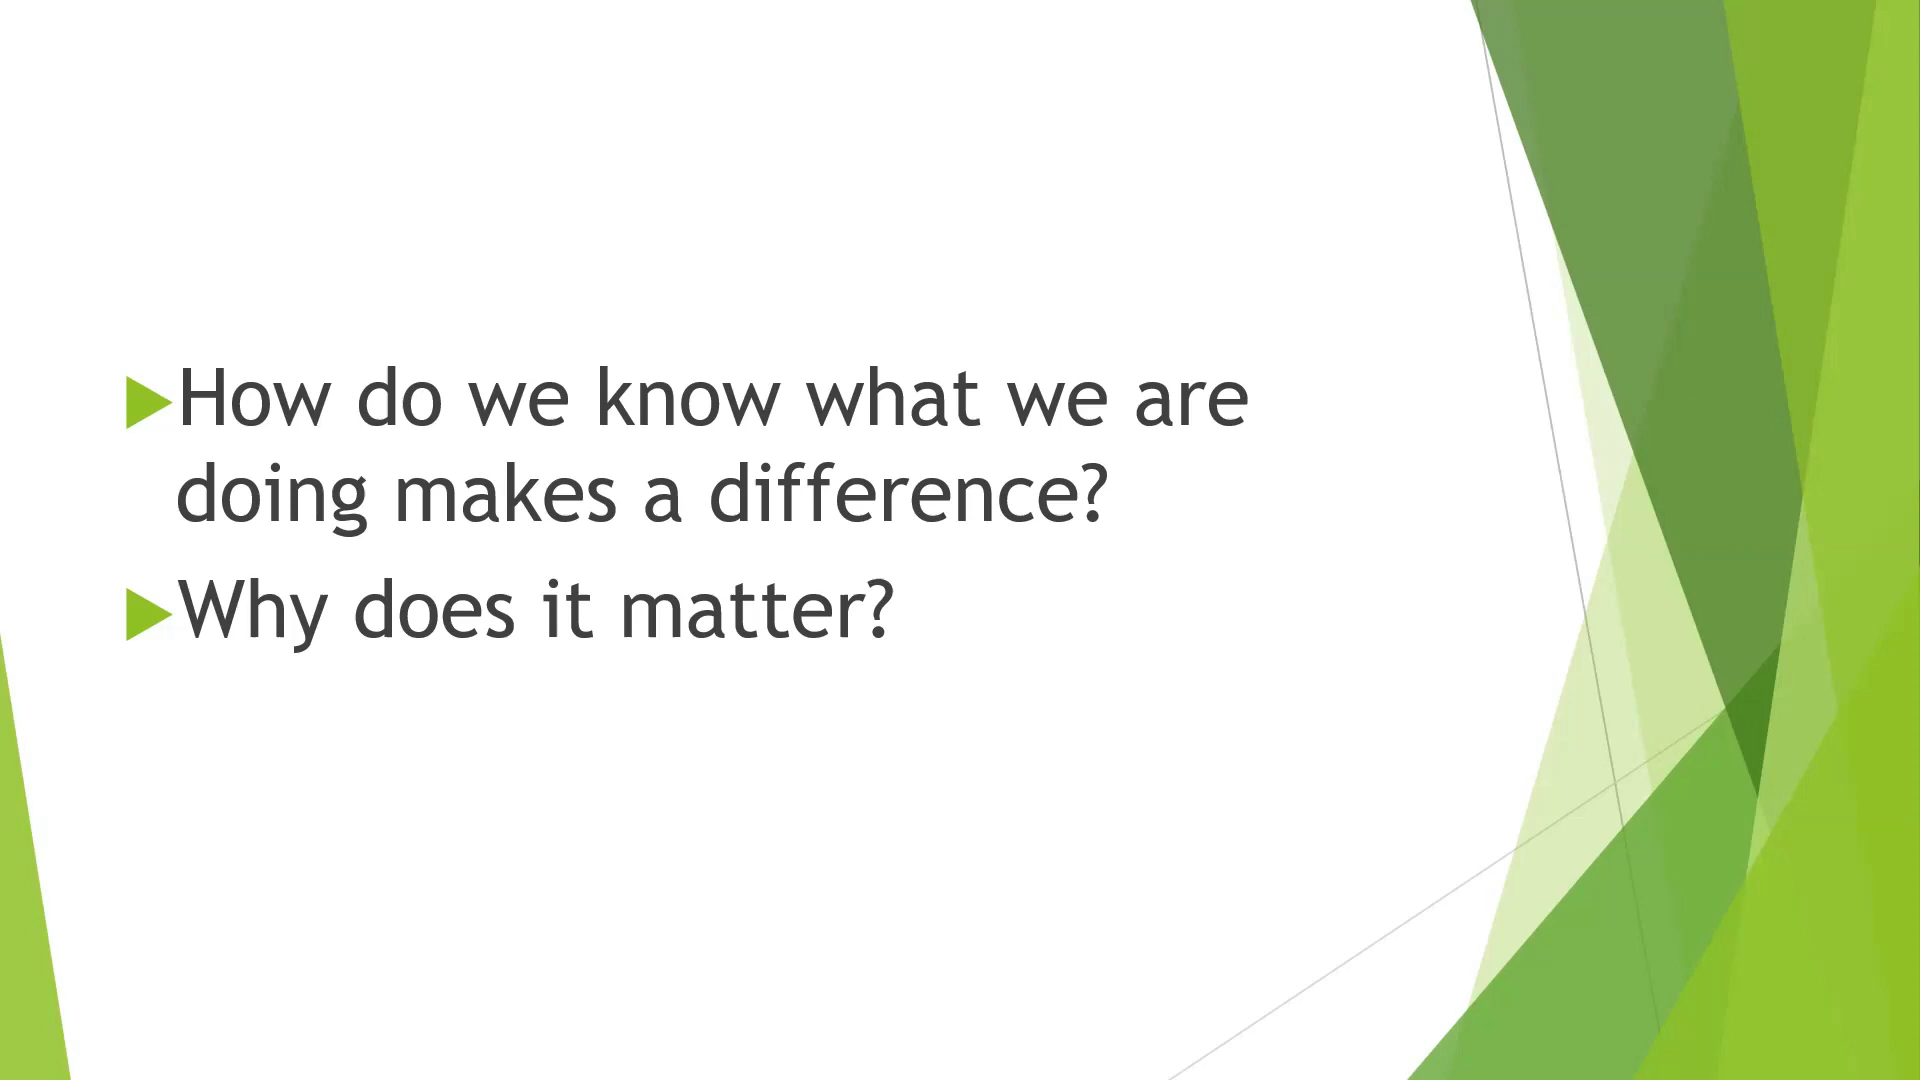 How do we know what we are
doing makes a difference?
Why does it matter?